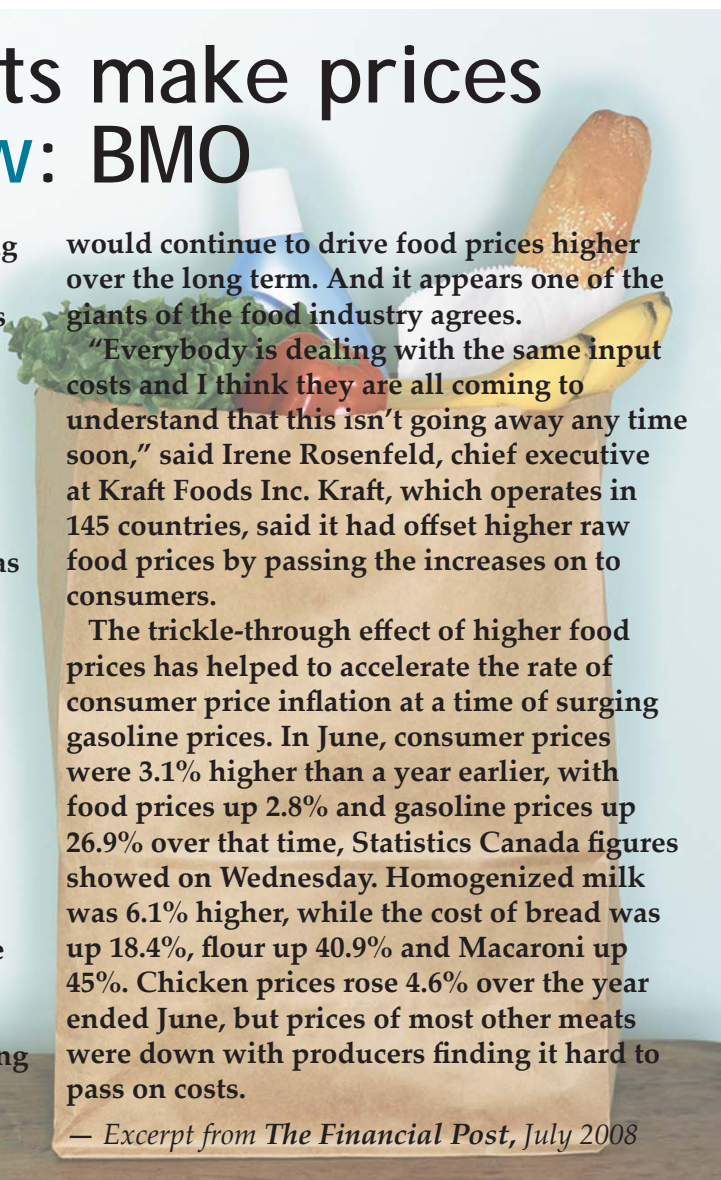 ts make prices
w: BMO
g
s
as
e
ng
would continue to drive food prices higher
over the long term. And it appears one of the
giants of the food industry agrees.
“Everybody is dealing with the same input
costs and I think they are all coming to
understand that this isn’t going away any time
soon,” said Irene Rosenfeld, chief executive
at Kraft Foods Inc. Kraft, which operates in
145 countries, said it had offset higher raw
food prices by passing the increases on to
consumers.
The trickle-through effect of higher food
prices has helped to accelerate the rate of
consumer price inflation at a time of surging
gasoline prices. In June, consumer prices
were 3.1% higher than a year earlier, with
food prices up 2.8% and gasoline prices up
26.9% over that time, Statistics Canada figures
showed on Wednesday. Homogenized milk
was 6.1% higher, while the cost of bread was
up 18.4%, flour up 40.9% and Macaroni up
45%. Chicken prices rose 4.6% over the year
ended June, but prices of most other meats
were down with producers finding it hard to
pass on costs.
— Excerpt from The Financial Post, July 2008